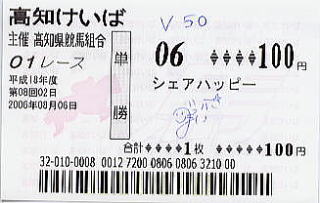 高知けいば
V 50
主催 高知県競馬組合
01レース
平成18年度
第08回02日
2006年08月06日
単勝
06 ◆◆◆◆100円
シェアハッピー
合計◆◆◆◆1枚 ◆◆◆◆◆100円
32-010-0008 0012 7200 0806 0806 3210 00